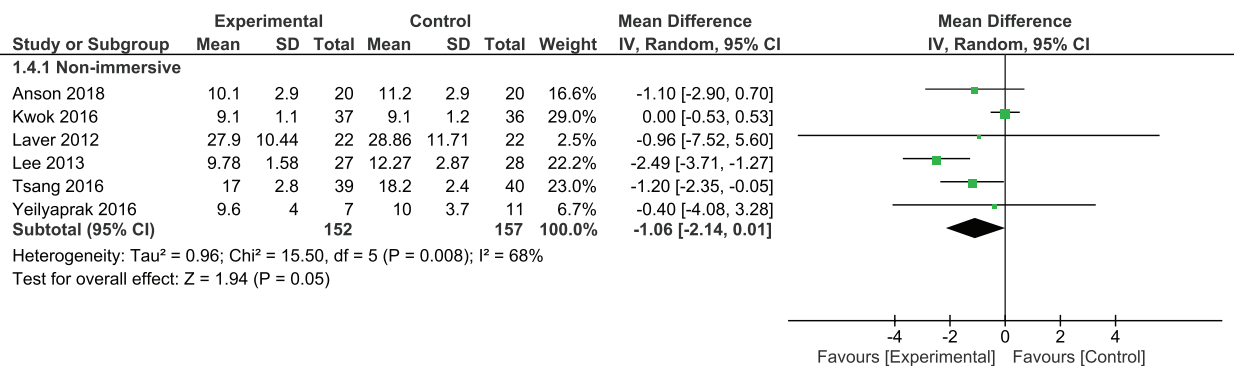 Experimental Control Mean Difference Mean Difference
Study or Subgroup Mean SD Total Mean SD Total Weight IV, Random, 95% CI IV, Random, 95% CI
1.4.1 Non-immersive
Anson 2018 10.1 2.9 20 11.2 2.9 20 16.6% -1.10 [-2.90, 0.70]
Kwok 2016 9.1 1.1 37 9.1 1.2 36 29.0% 0.00 [-0.53, 0.53]
Laver 2012 27.9 10.44 22 28.86 11.71 22 2.5% -0.96 [-7.52, 5.60]
Lee 2013 9.78 1.58 27 12.27 2.87 28 22.2% -2.49 [-3.71, -1.27]
Tsang 2016 17 2.8 39 18.2 2.4 40 23.0% -1.20 [-2.35, -0.05]
Yeilyaprak 2016 9.6 4 7 10 3.7 11 6.7% -0.40 [-4.08, 3.28]
Subtotal (95% CI) 152 157 100.0% -1.06 [-2.14, 0.01]
Heterogeneity: Tau² = 0.96; Chi² = 15.50, df = 5 (P = 0.008); I² = 68%
Test for overall effect: Z = 1.94 (P = 0.05)
-4 -2 0 2 4
Favours [Experimental] Favours [Control]